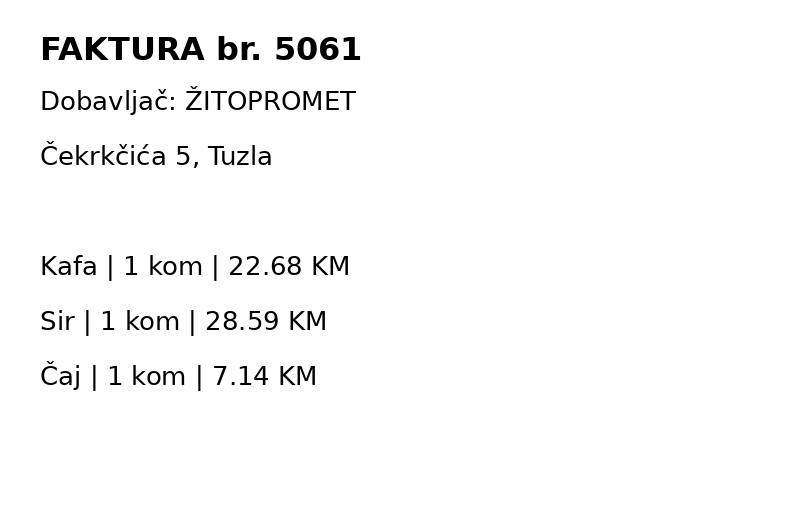 FAKTURA br. 5061
Dobavljač: ŽITOPROMET
Čekrkčića 5, Tuzla
Kafa | 1 kom | 22.68 KM
Sir | 1 kom | 28.59 KM
Čaj | 1 kom | 7.14 KM